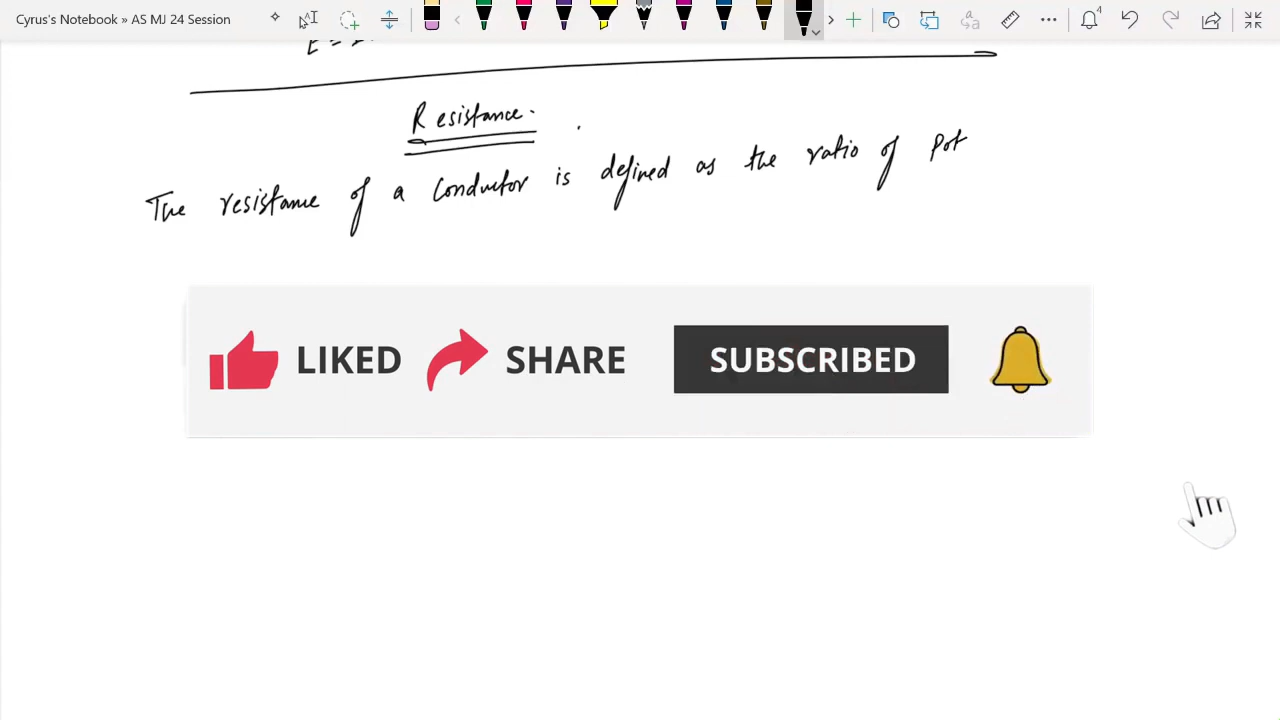 Cyrus's Notebook » AS MJ 24 Session
4
Resistance.
The resistance of a conductor is defined as the ratio of pot
LIKED SHARE SUBSCRIBED